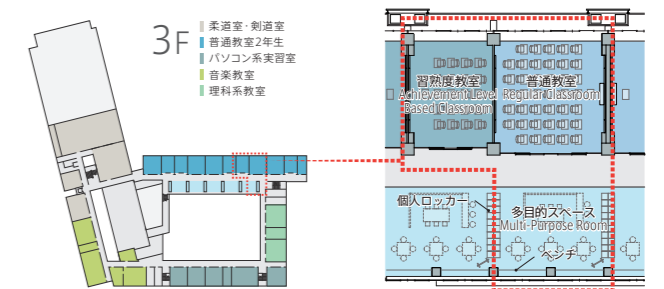 3F
柔道室・剣道室
普通教室2年生
パソコン系実習室
音楽教室
理科系教室
習熟度教室
Achievement Level
Based Classroom
普通教室
Regular Classroom
個人ロッカー
多目的スペース
Multi-Purpose Room
ベンチ